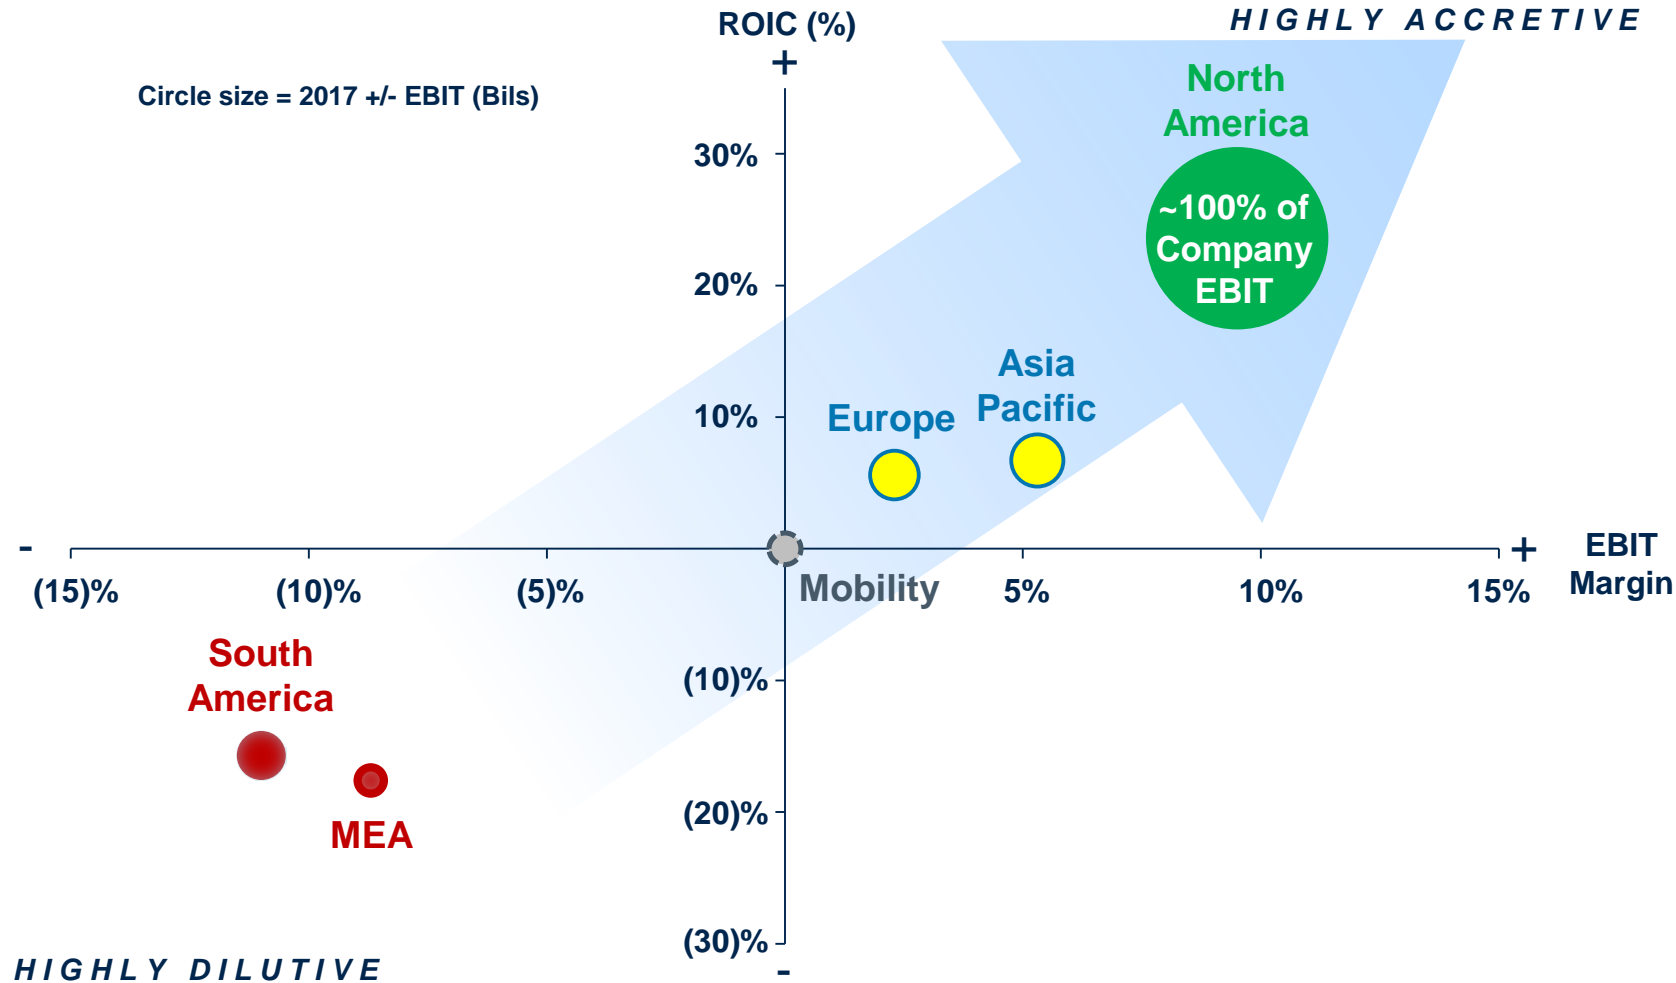 HIGHLY ACCRETIVE
ROIC (%)
+
Circle size = 2017 +/- EBIT (Bils)
North
America
~100% of
Company
EBIT
30%
20%
10%
Asia
Pacific
Europe
-
+
EBIT
Margin
(15)%
(10)%
(5)%
Mobility
5%
10%
15%
South
America
MEA
(10)%
(20)%
(30)%
-
HIGHLY DILUTIVE